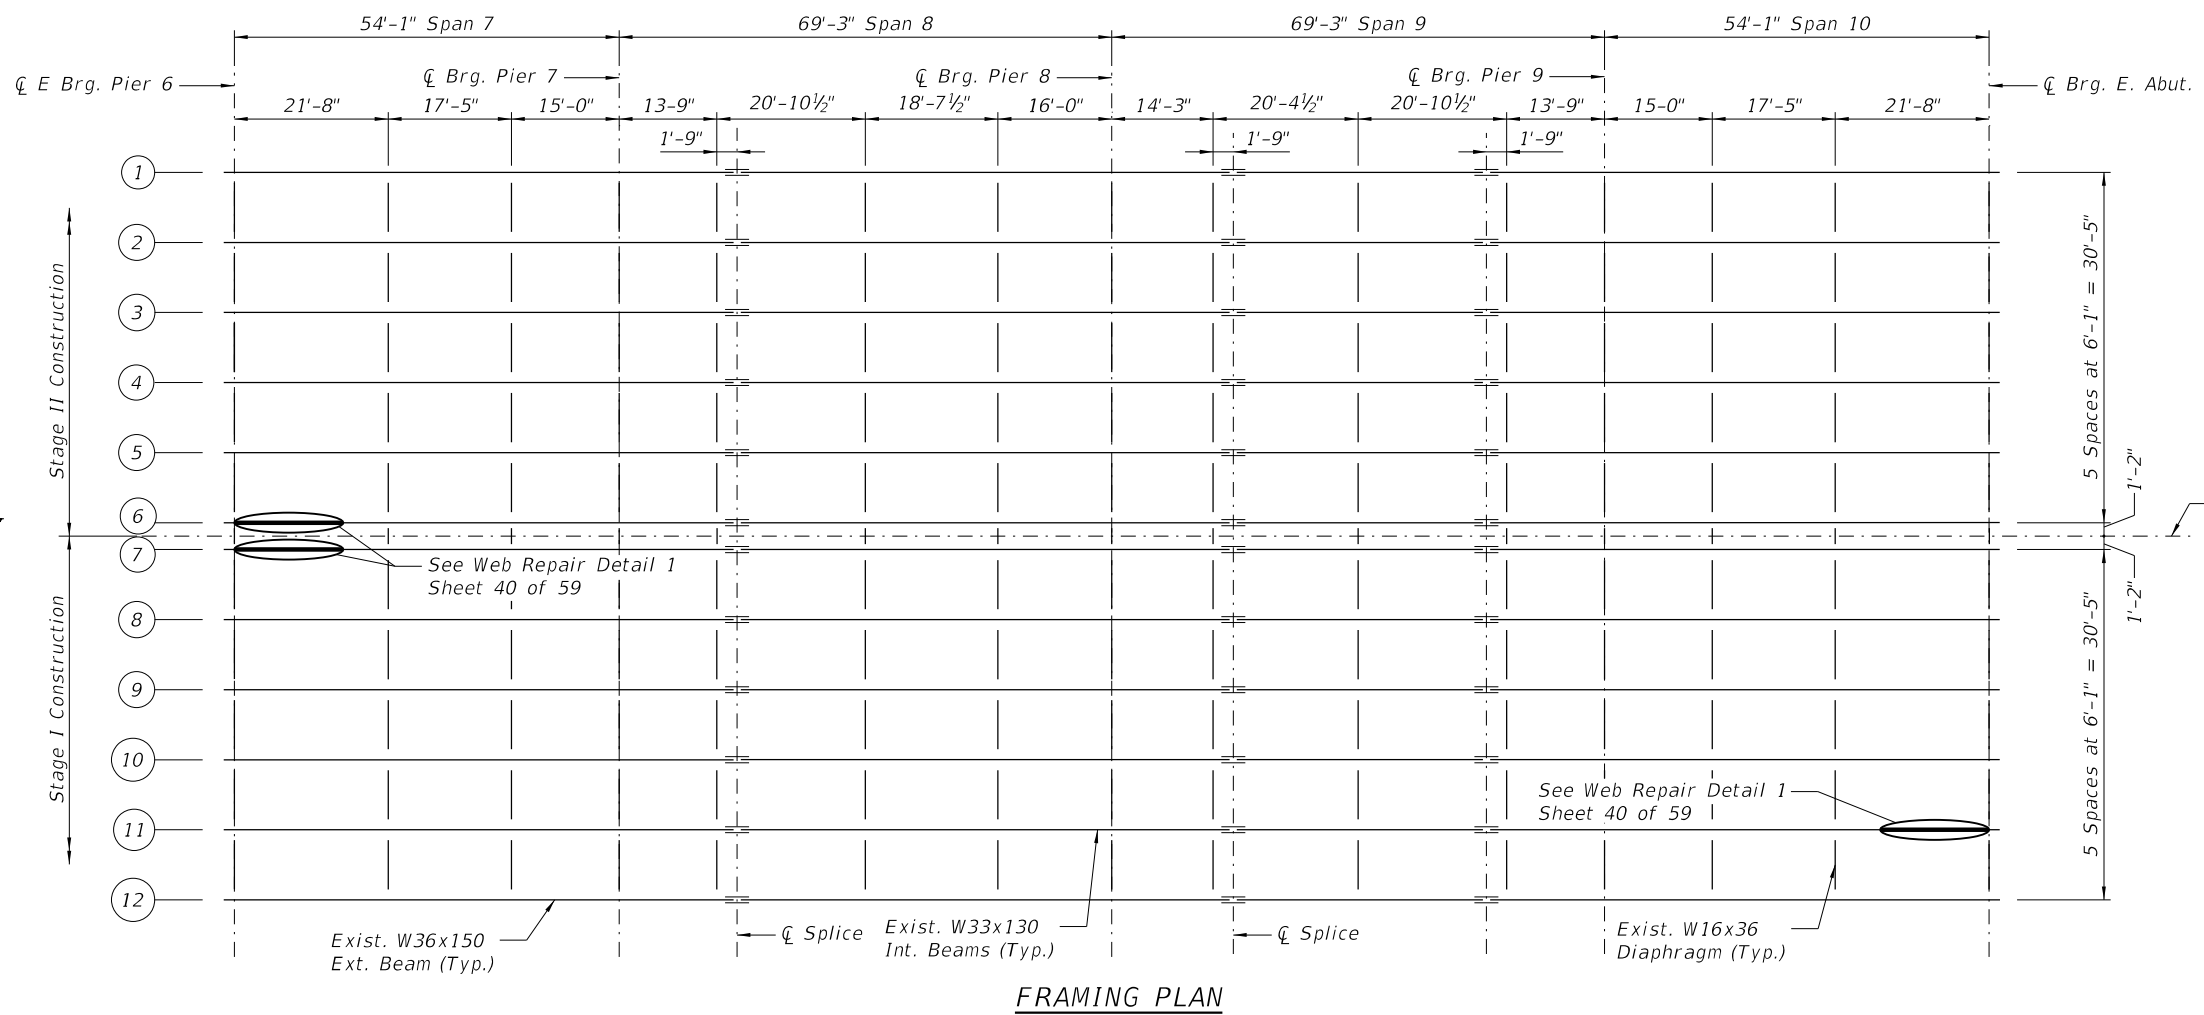 54'-1" Span 7
69'-3" Span 8
69'-3" Span 9
54'-1" Span 10
℄ E Brg. Pier 6
℄ Brg. Pier 7
℄ Brg. Pier 8
℄ Brg. Pier 9
℄ Brg. E. Abut.
21'-8"
17'-5"
15'-0"
13-9"
20'-10½"
18'-7½"
16'-0"
14'-3"
20'-4½"
20'-10½"
13'-9"
15-0"
17'-5"
21'-8"
1'-9"
1'-9"
1'-9"
1
2
3
4
5
6
7
8
9
10
11
12
Stage II Construction
Stage I Construction
5 Spaces at 6'-1" = 30'-5"
1'-2"
1'-2"
5 Spaces at 6'-1" = 30'-5"
See Web Repair Detail 1
Sheet 40 of 59
See Web Repair Detail 1
Sheet 40 of 59
Exist. W36x150
Ext. Beam (Typ.)
℄ Splice
Exist. W33x130
Int. Beams (Typ.)
℄ Splice
Exist. W16x36
Diaphragm (Typ.)
FRAMING PLAN